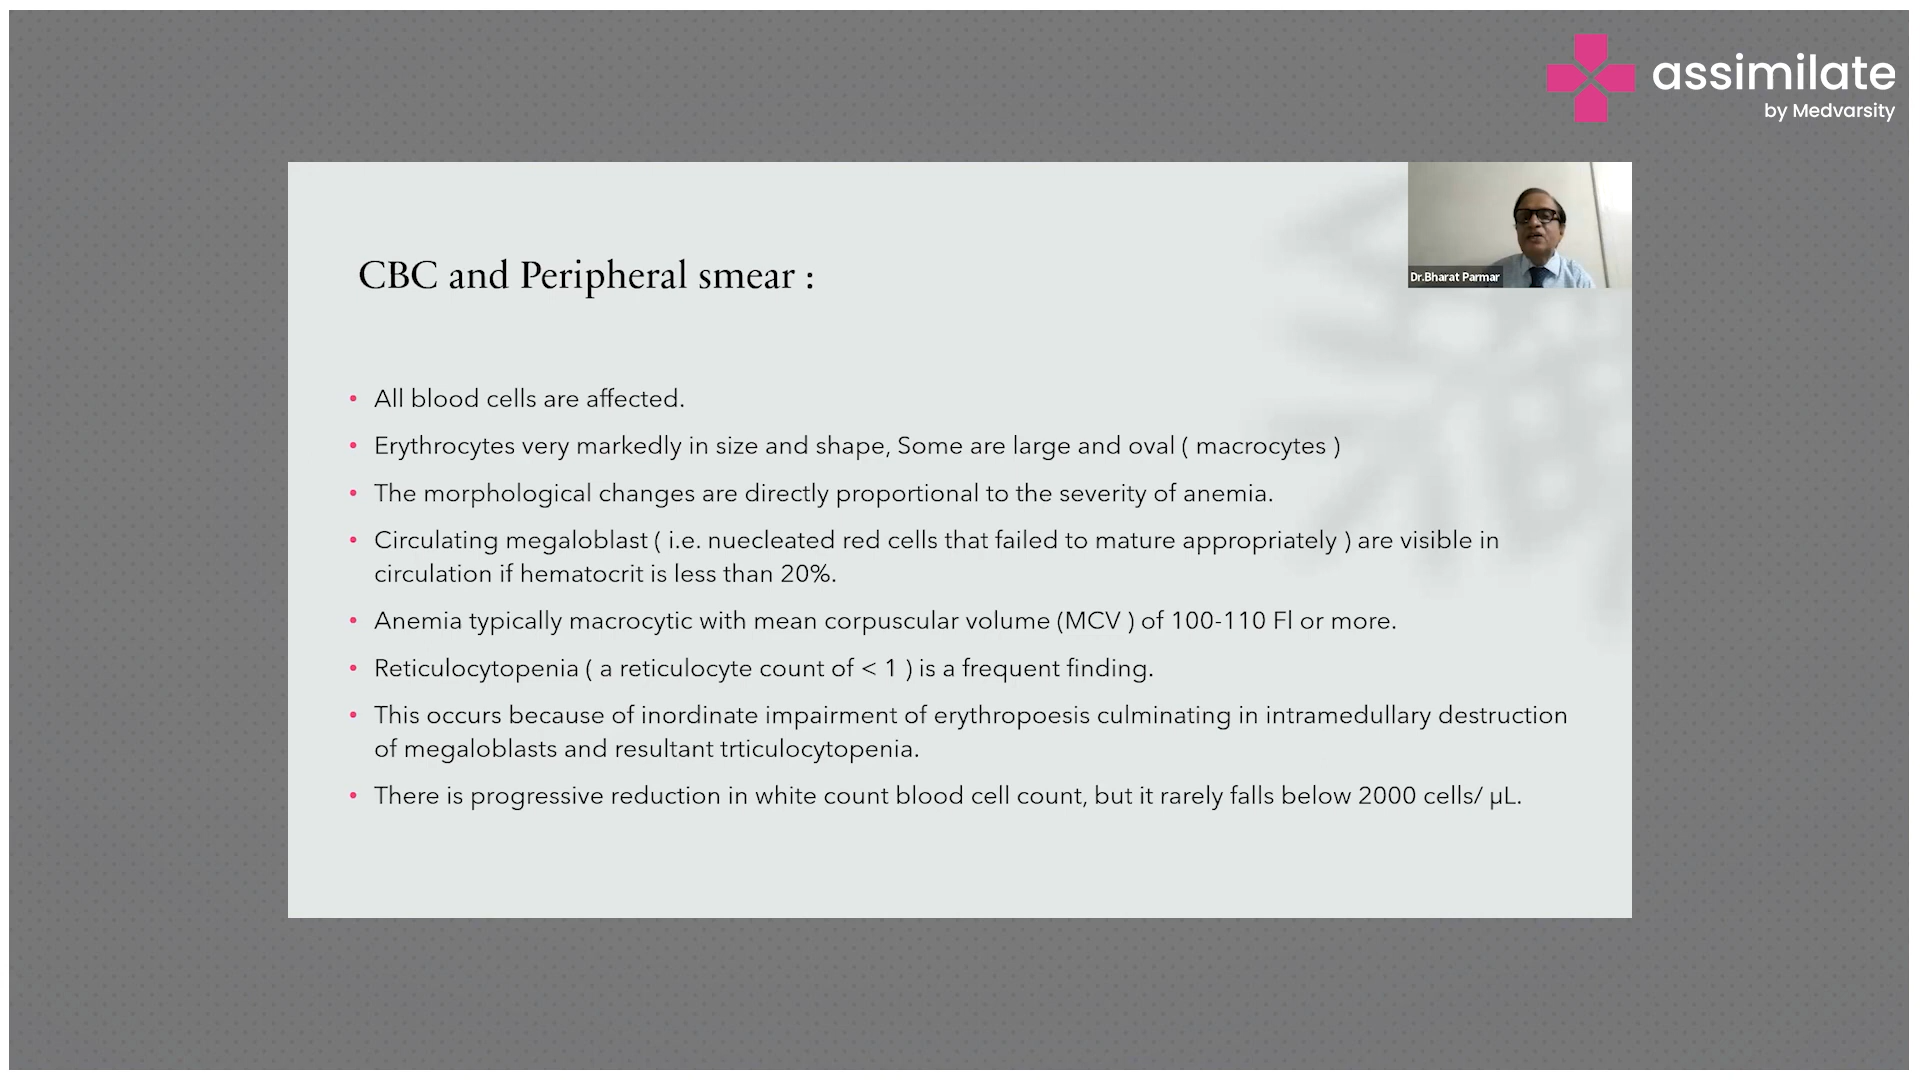 assimilate
by Medvarsity
Dr.Bharat Parmar
CBC and Peripheral smear :
• All blood cells are affected.
• Erythrocytes very markedly in size and shape, Some are large and oval ( macrocytes )
• The morphological changes are directly proportional to the severity of anemia.
• Circulating megaloblast ( i.e. nuecleated red cells that failed to mature appropriately ) are visible in
circulation if hematocrit is less than 20%.
• Anemia typically macrocytic with mean corpuscular volume (MCV ) of 100-110 Fl or more.
• Reticulocytopenia ( a reticulocyte count of < 1 ) is a frequent finding.
• This occurs because of inordinate impairment of erythropoesis culminating in intramedullary destruction
of megaloblasts and resultant trticulocytopenia.
• There is progressive reduction in white count blood cell count, but it rarely falls below 2000 cells/ µL.